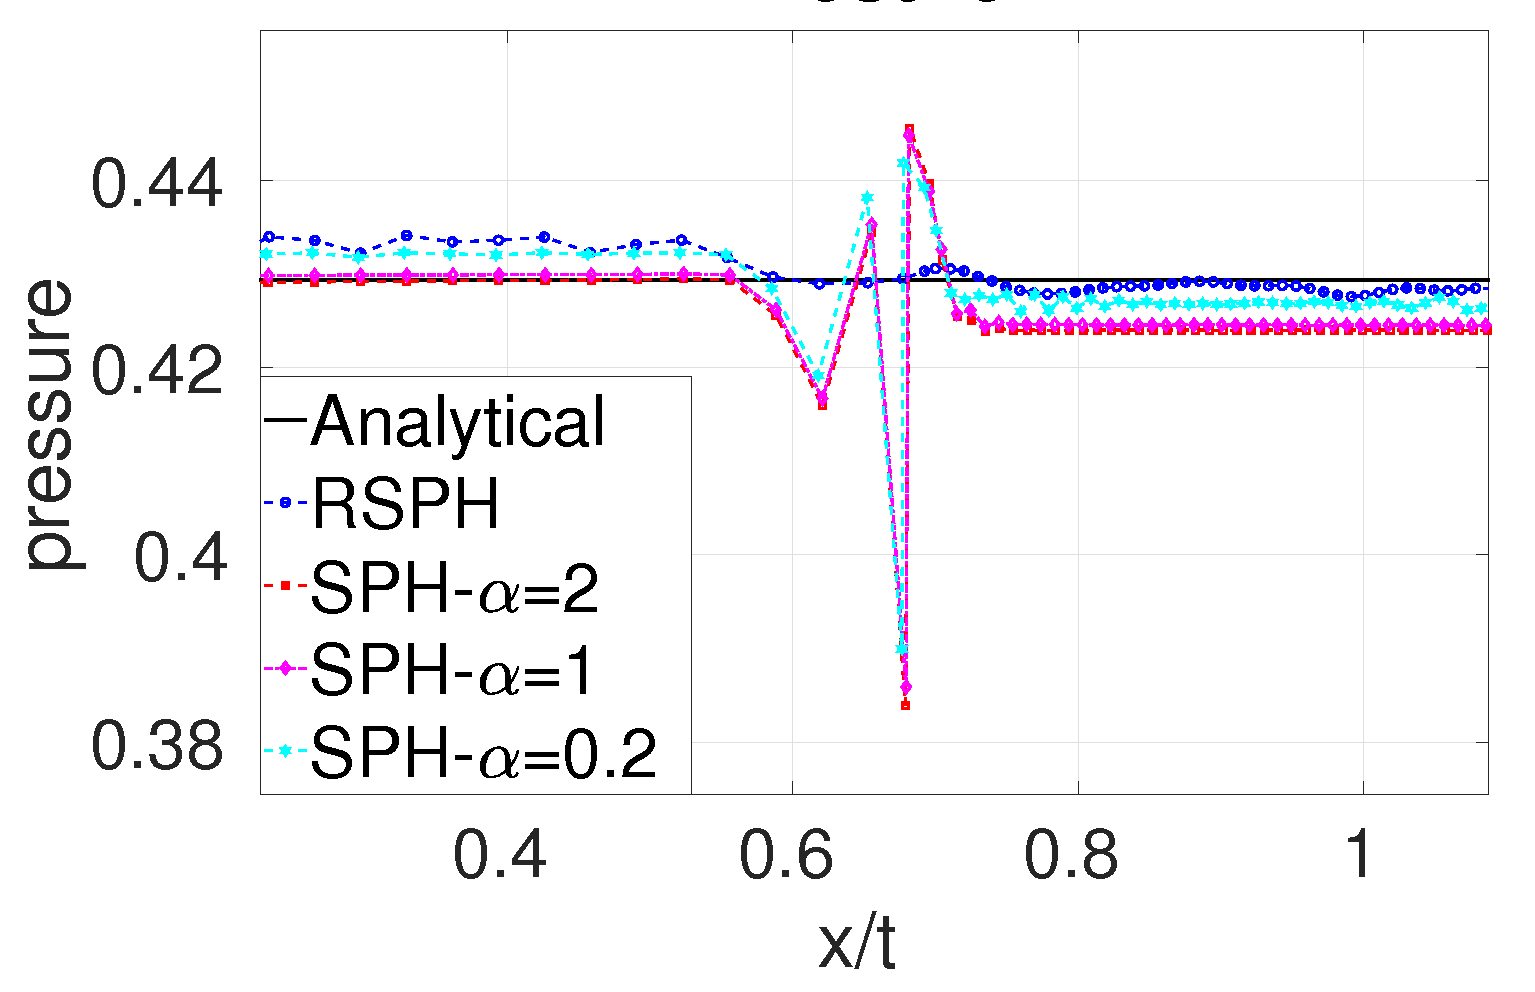 0.44
0.42
0.4
0.38
pressure
Analytical
RSPH
SPH-α=2
SPH-α=1
SPH-α=0.2
0.4 0.6 0.8 1
x/t